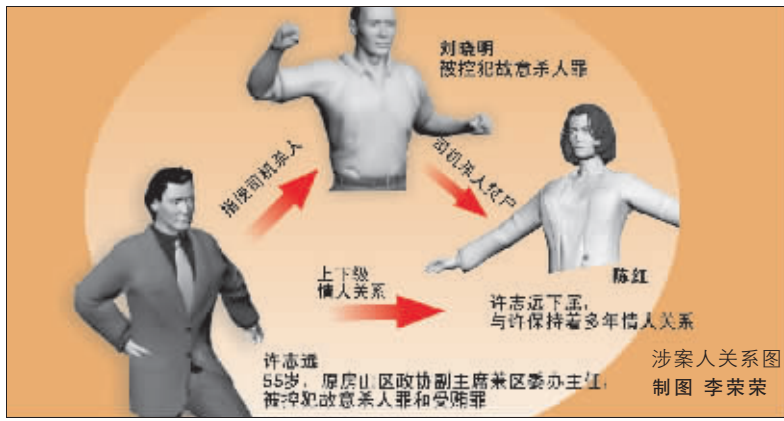 刘晓明
被控犯故意杀人罪
指使司机杀人
司机杀人焚尸
陈红
上下级
情人关系
许志远下属，
与许保持着多年情人关系
许志远
55岁，原房山区政协副主席兼区委办主任，
被控犯故意杀人罪和受贿罪
涉案人关系图
制图 李荣荣